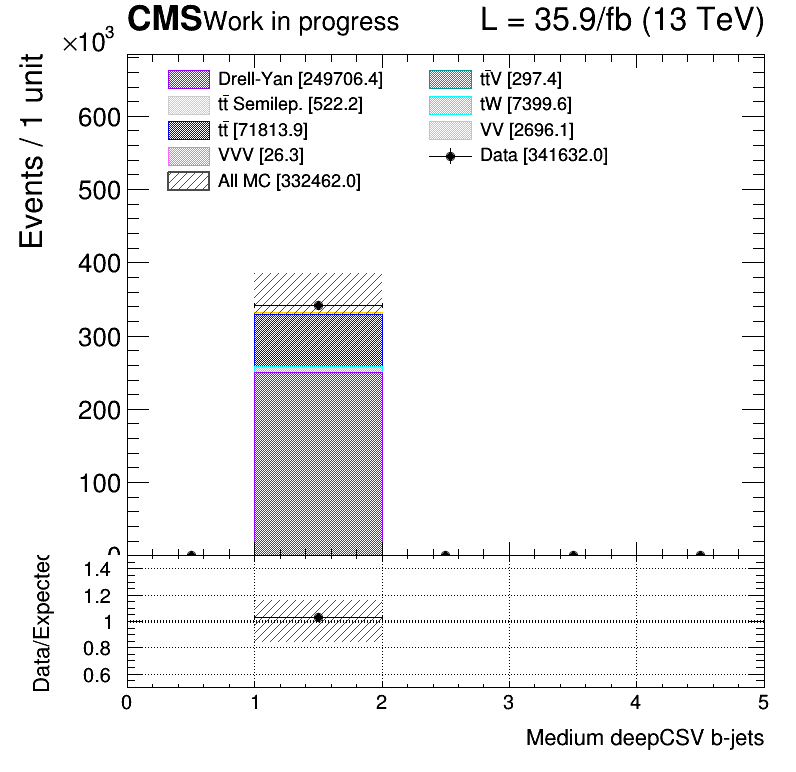 CMS Work in progress L = 35.9/fb (13 TeV)
×10³
Events / 1 unit
Drell-Yan [249706.4]
tt̄ Semilep. [522.2]
tt̄ [71813.9]
VVV [26.3]
All MC [332462.0]
tt̄V [297.4]
tW [7399.6]
VV [2696.1]
Data [341632.0]
600
500
400
300
200
100
0
Data/Expected
1.4
1.2
1
0.8
0.6
0 1 2 3 4 5
Medium deepCSV b-jets